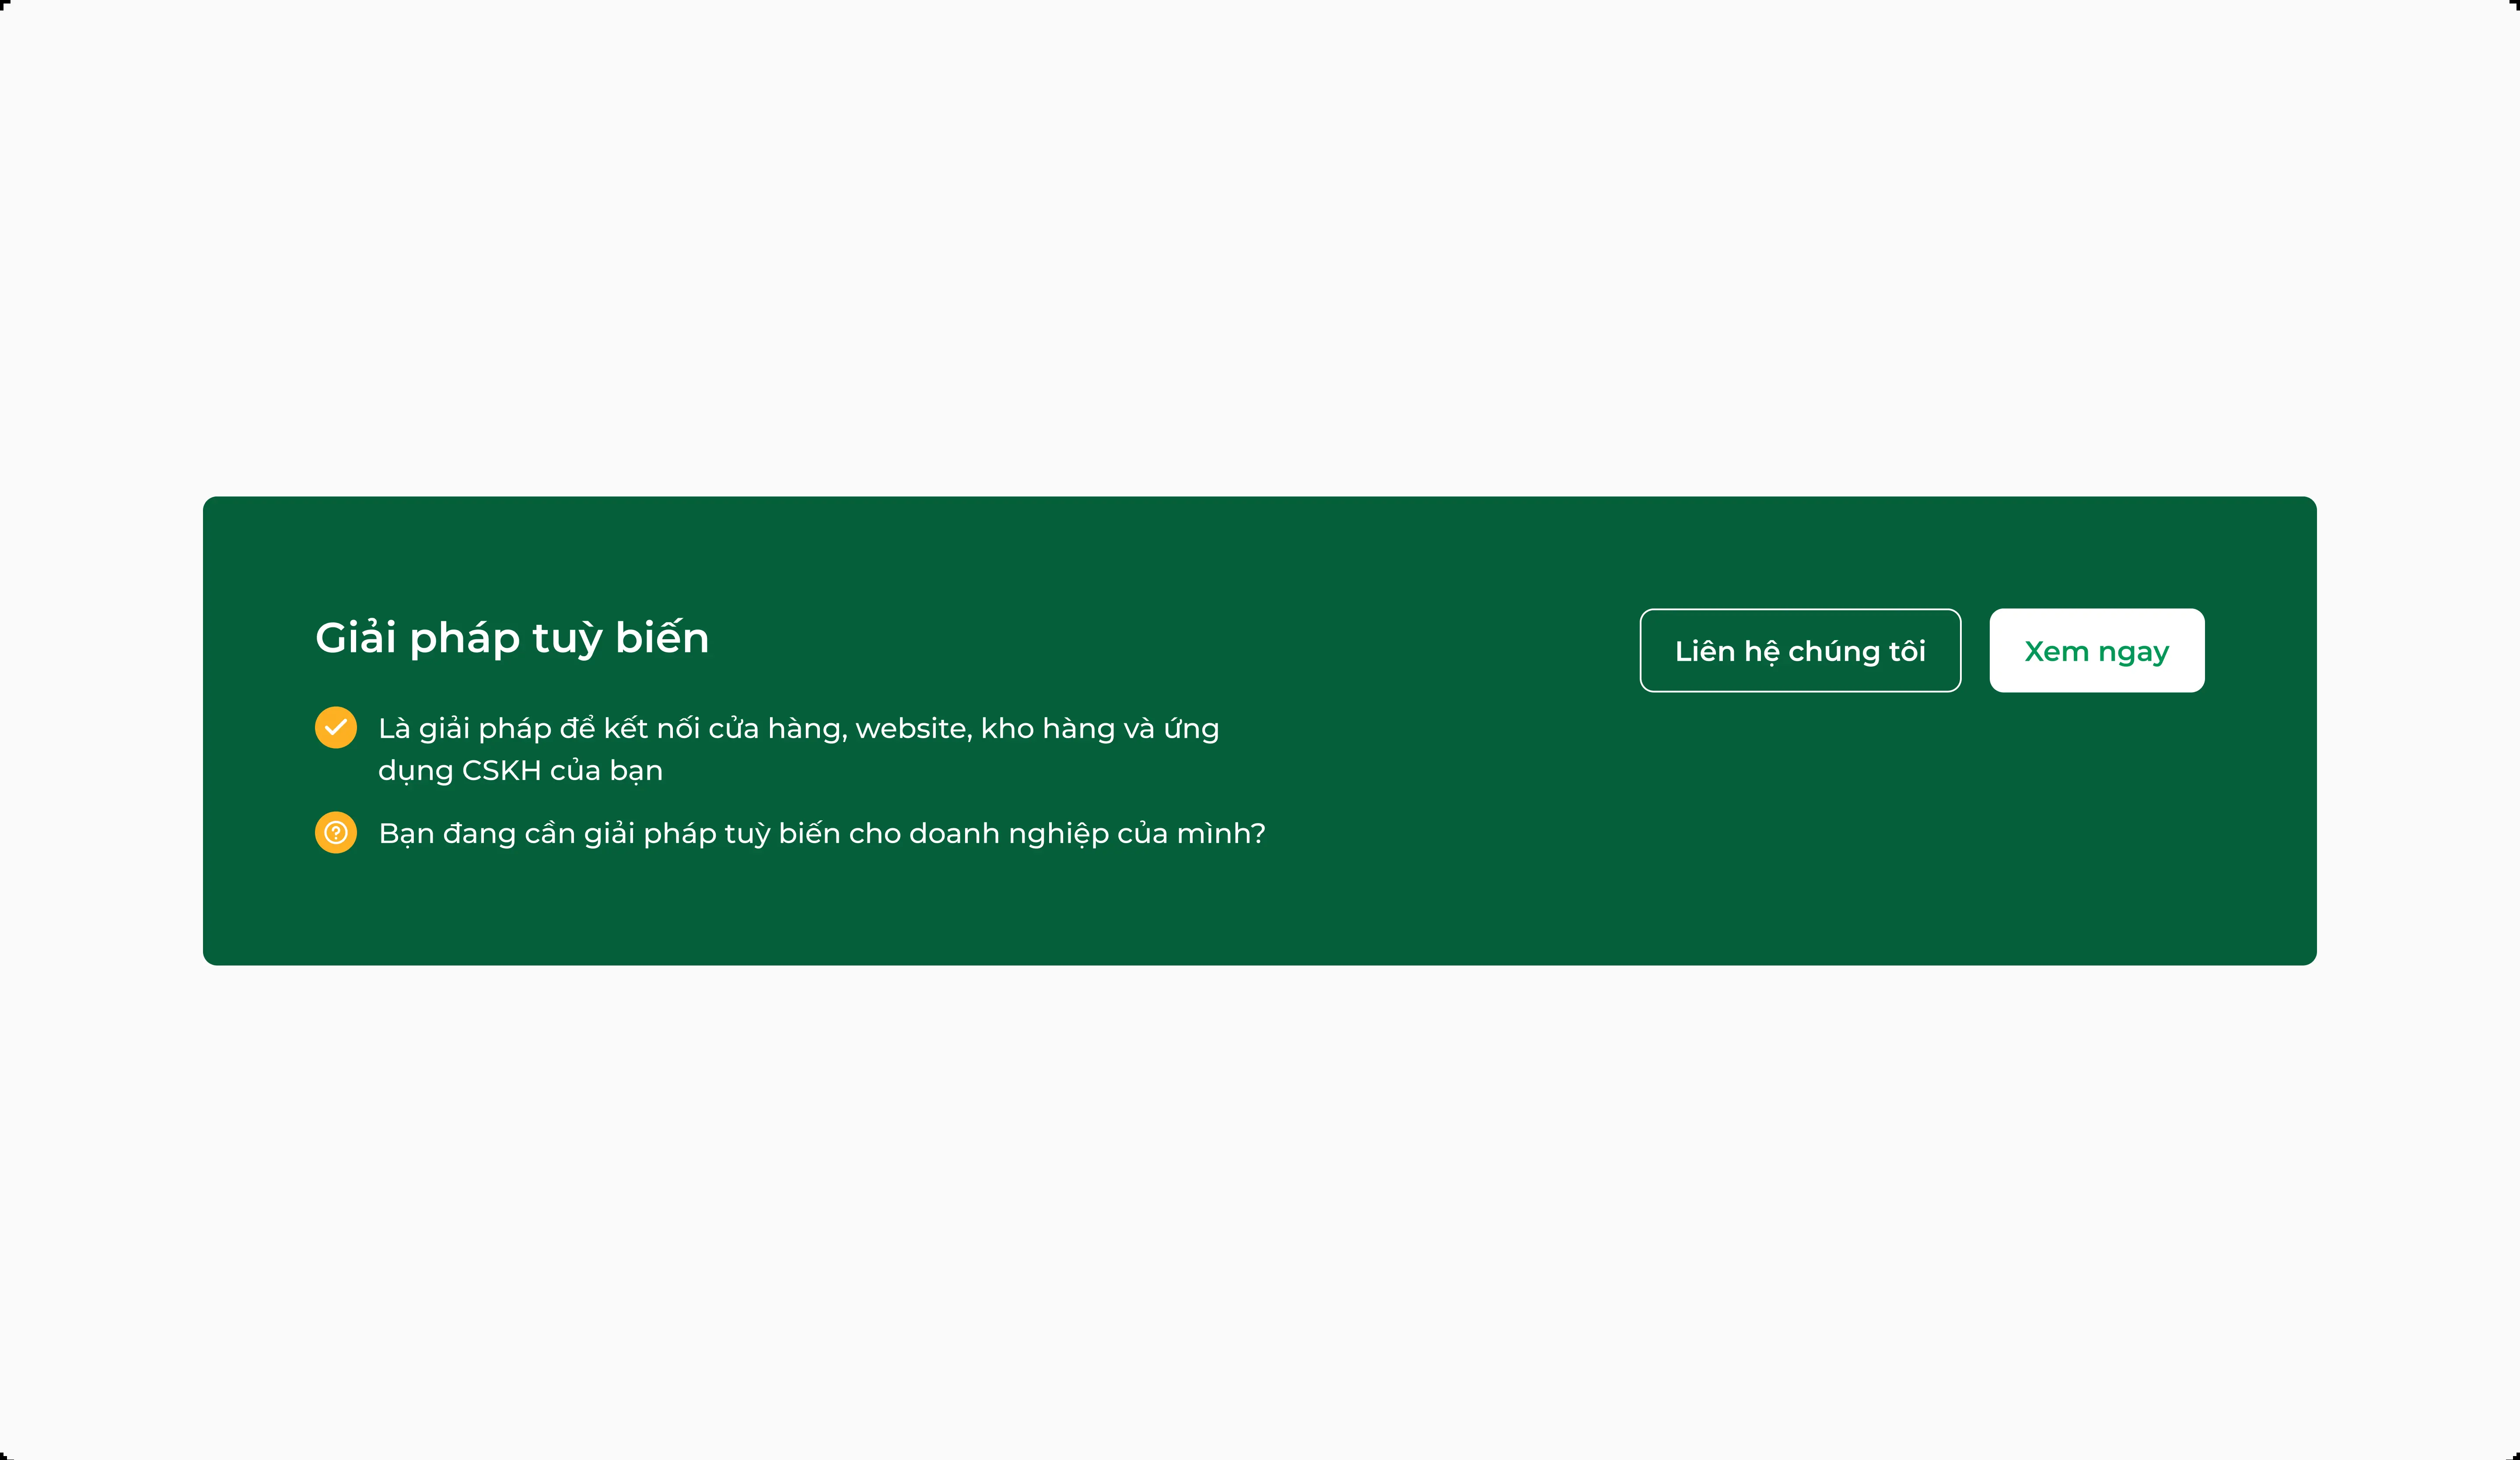 Giải pháp tuỳ biến
Liên hệ chúng tôi
Xem ngay
Là giải pháp để kết nối cửa hàng, website, kho hàng và ứng
dụng CSKH của bạn
Bạn đang cần giải pháp tuỳ biến cho doanh nghiệp của mình?